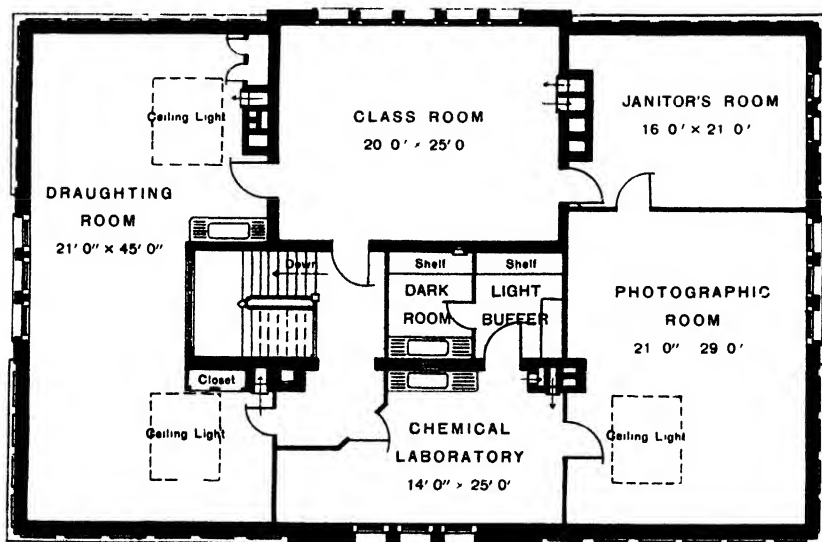 Ceiling Light
CLASS ROOM
20 0' × 25' 0
JANITOR'S ROOM
16 0' × 21 0'
DRAUGHTING
ROOM
21' 0" × 45' 0"
Down
Shelf
Shelf
DARK
ROOM
LIGHT
BUFFER
PHOTOGRAPHIC
ROOM
21 0" 29 0'
Closet
Ceiling Light
CHEMICAL
LABORATORY
14' 0" × 25' 0'
Ceiling Light